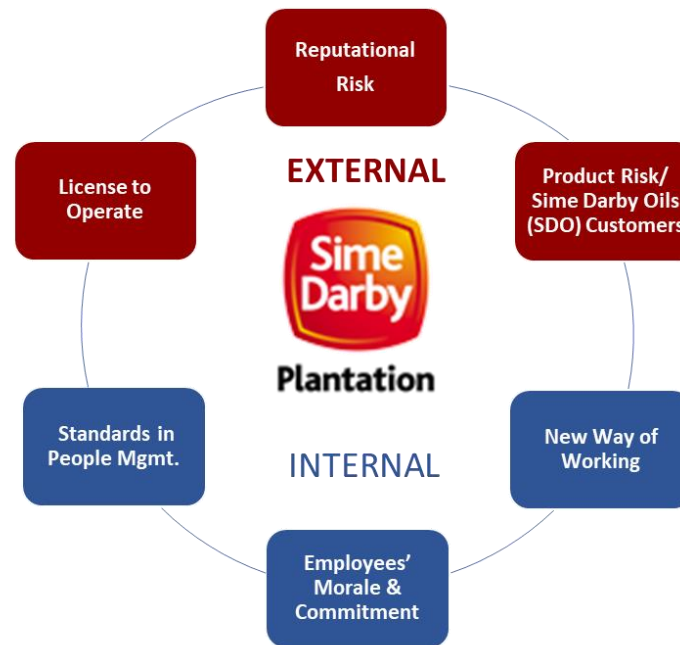 Reputational
Risk
License to
Operate
EXTERNAL
Product Risk/
Sime Darby Oils
(SDO) Customers
Sime
Darby
Plantation
Standards in
People Mgmt.
INTERNAL
New Way of
Working
Employees’
Morale &
Commitment